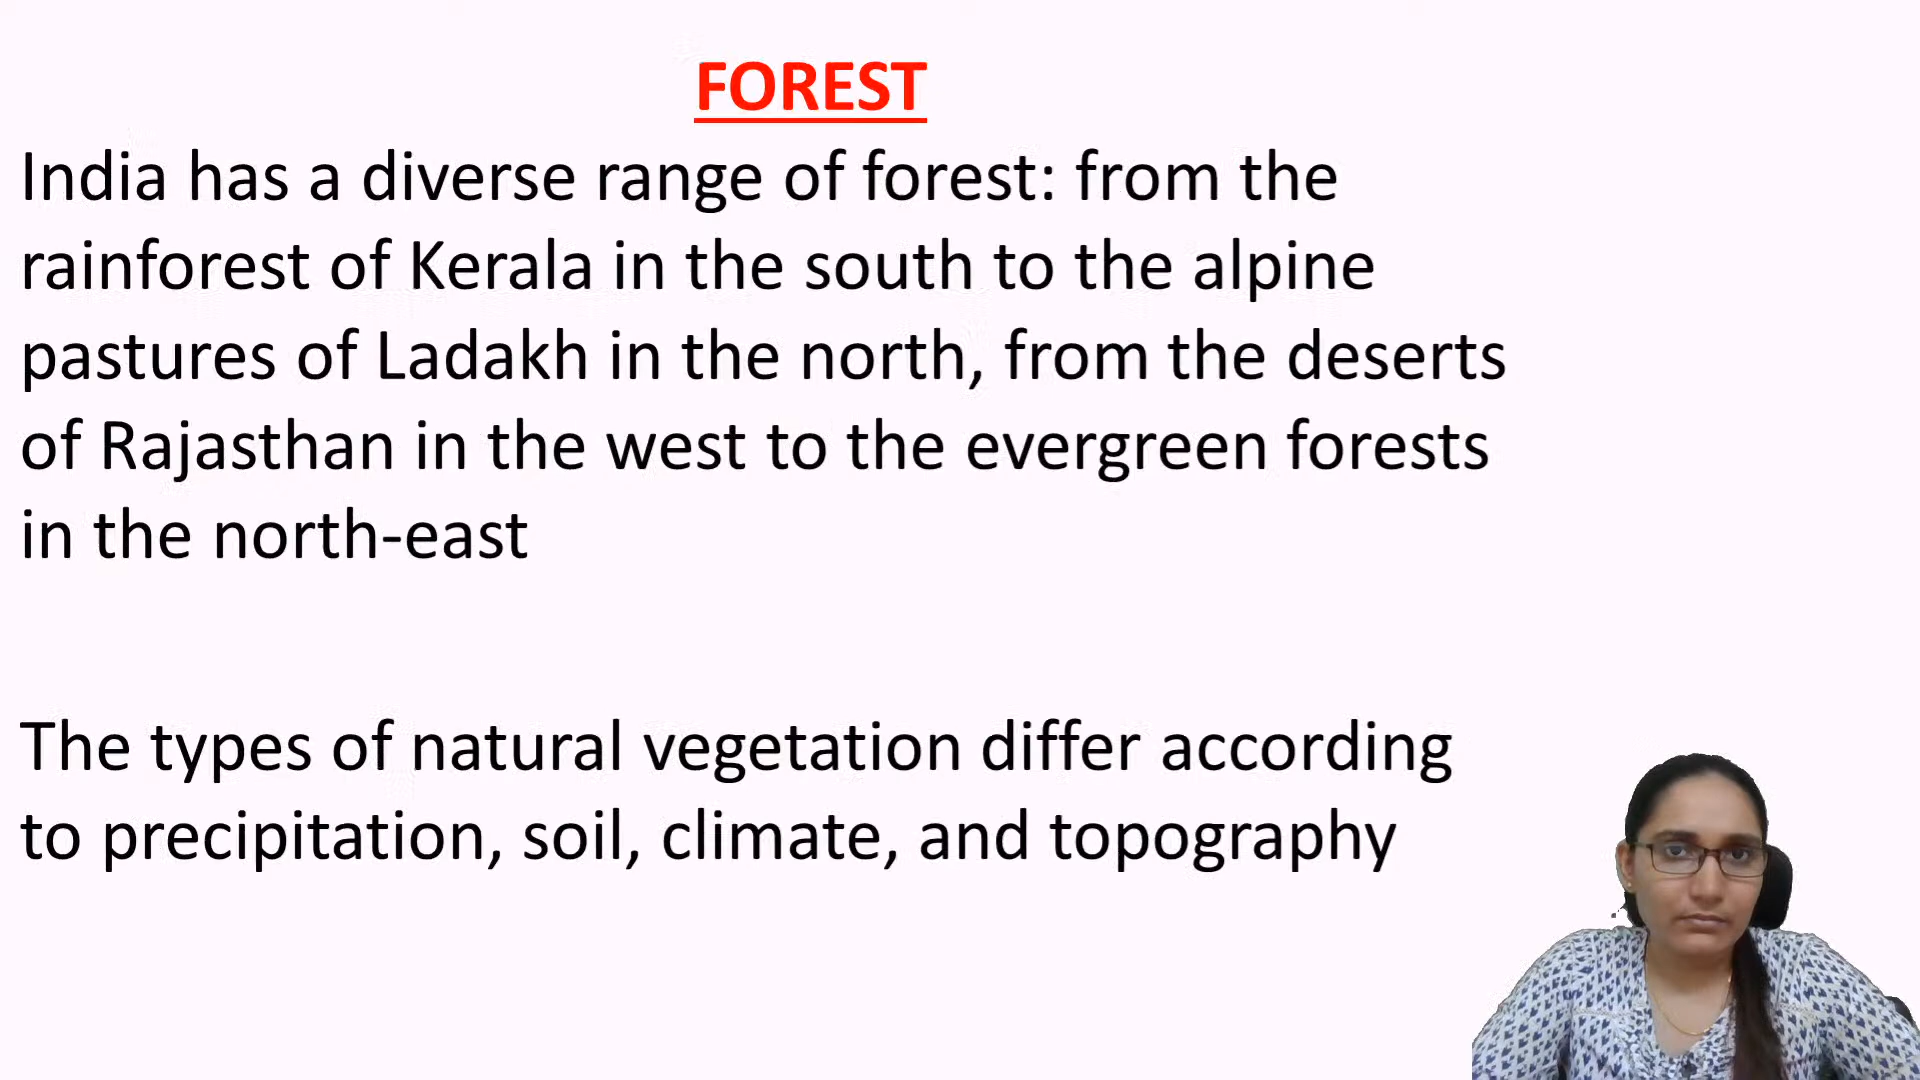 FOREST
India has a diverse range of forest: from the
rainforest of Kerala in the south to the alpine
pastures of Ladakh in the north, from the deserts
of Rajasthan in the west to the evergreen forests
in the north-east
The types of natural vegetation differ according
to precipitation, soil, climate, and topography